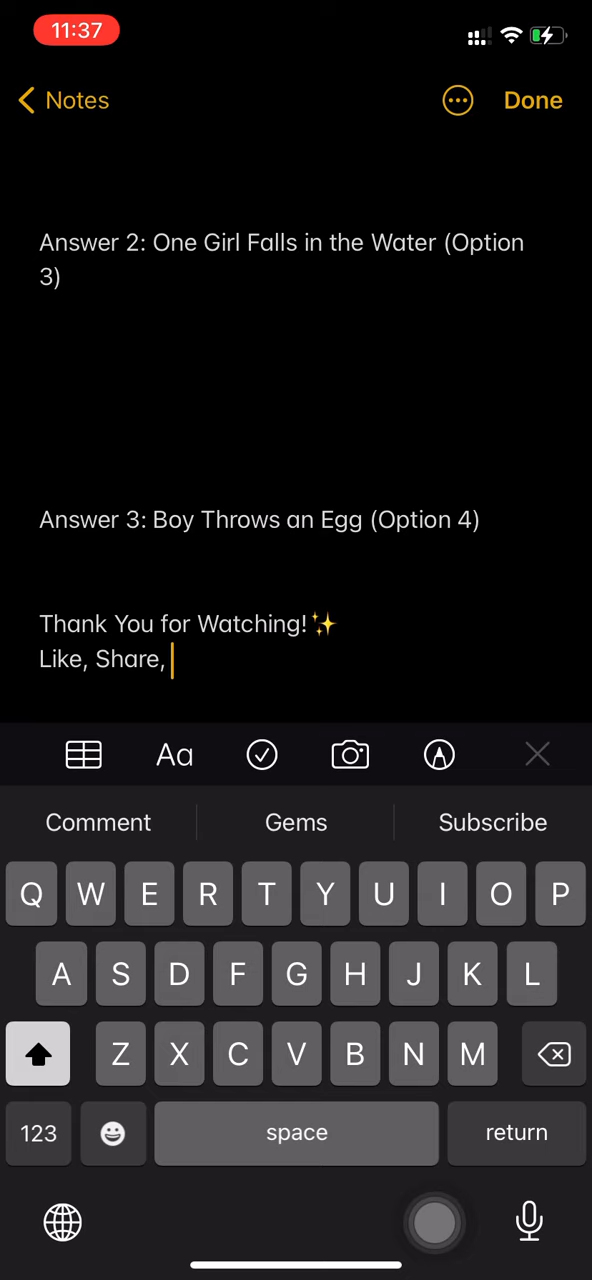 11:37
Notes
Done
Answer 2: One Girl Falls in the Water (Option
3)
Answer 3: Boy Throws an Egg (Option 4)
Thank You for Watching!✨
Like, Share,
Aa
Comment
Gems
Subscribe
Q W E R T Y U I O P
A S D F G H J K L
Z X C V B N M
123
space
return